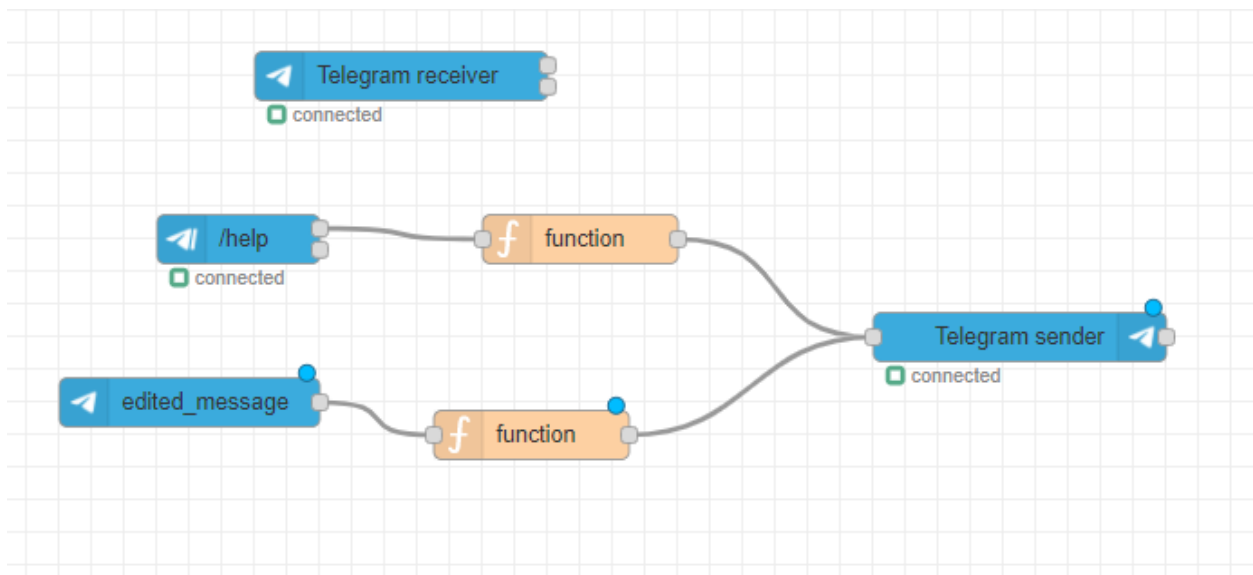 Telegram receiver
connected
/help
function
connected
Telegram sender
connected
edited_message
function